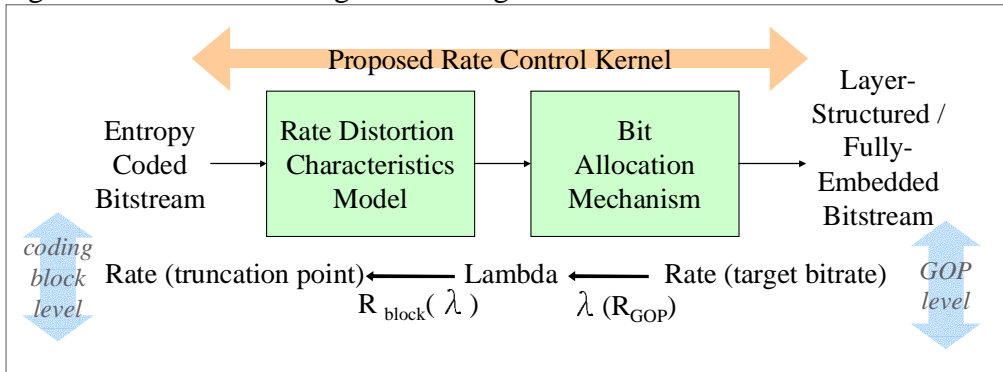 Proposed Rate Control Kernel
Entropy
Coded
Bitstream
Rate Distortion
Characteristics
Model
Bit
Allocation
Mechanism
Layer-
Structured /
Fully-
Embedded
Bitstream
coding
block
level
Rate (truncation point)
Lambda
Rate (target bitrate)
R block( λ )
λ (RGOP)
GOP
level